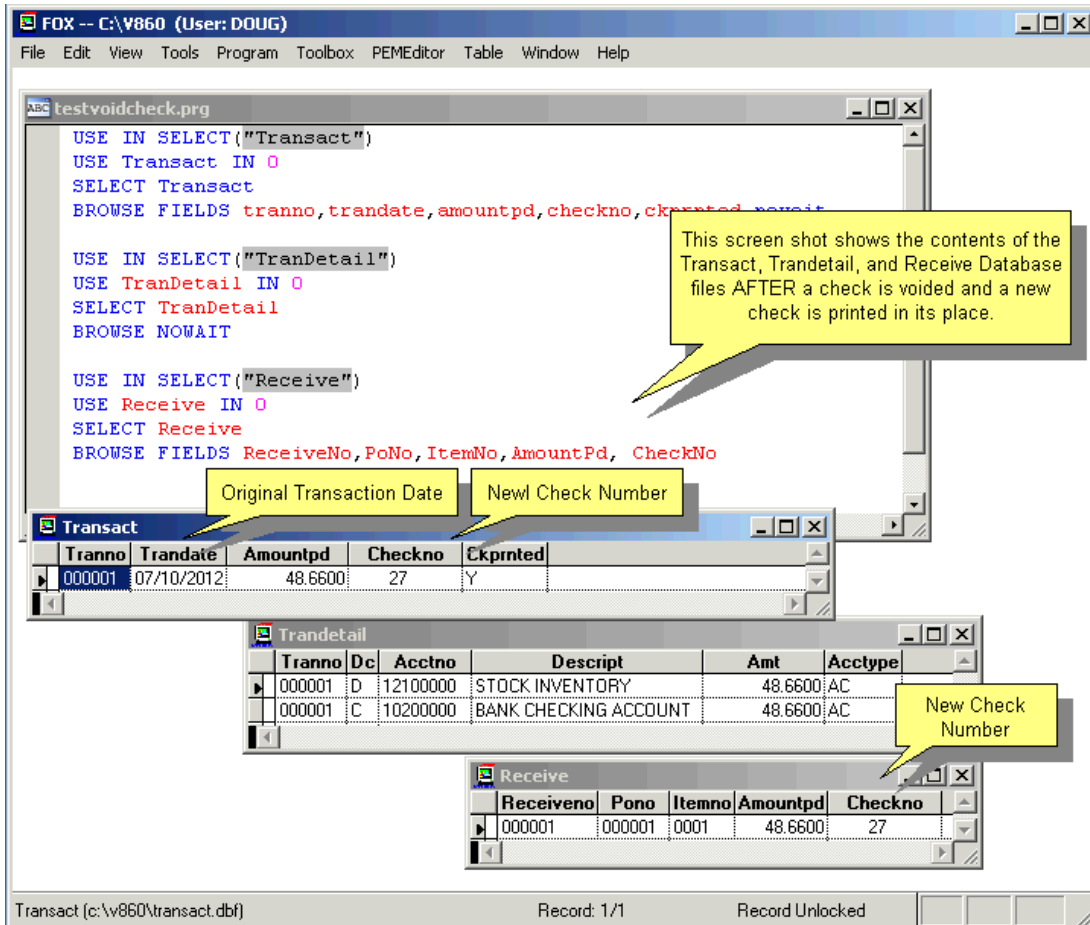 FOX -- C:\V860 (User: DOUG)
File Edit View Tools Program Toolbox PEMEditor Table Window Help
testvoidcheck.prg
USE IN SELECT("Transact")
USE Transact IN 0
SELECT Transact
BROWSE FIELDS tranno,trandate,amountpd,checkno,ckprnted nowait
USE IN SELECT("TranDetail")
USE TranDetail IN 0
SELECT TranDetail
BROWSE NOWAIT
USE IN SELECT("Receive")
USE Receive IN 0
SELECT Receive
BROWSE FIELDS ReceiveNo,PoNo,ItemNo,AmountPd, CheckNo
This screen shot shows the contents of the
Transact, Trandetail, and Receive Database
files AFTER a check is voided and a new
check is printed in its place.
Original Transaction Date
Newl Check Number
Transact
Tranno Trandate Amountpd Checkno Ckprnted
000001 07/10/2012 48.6600 27 Y
Trandetail
Tranno Dc Acctno Descript Amt Acctype
000001 D 12100000 STOCK INVENTORY 48.6600 AC
000001 C 10200000 BANK CHECKING ACCOUNT 48.6600 AC
New Check
Number
Receive
Receiveno Pono Itemno Amountpd Checkno
000001 000001 0001 48.6600 27
Transact (c:\v860\transact.dbf) Record: 1/1 Record Unlocked